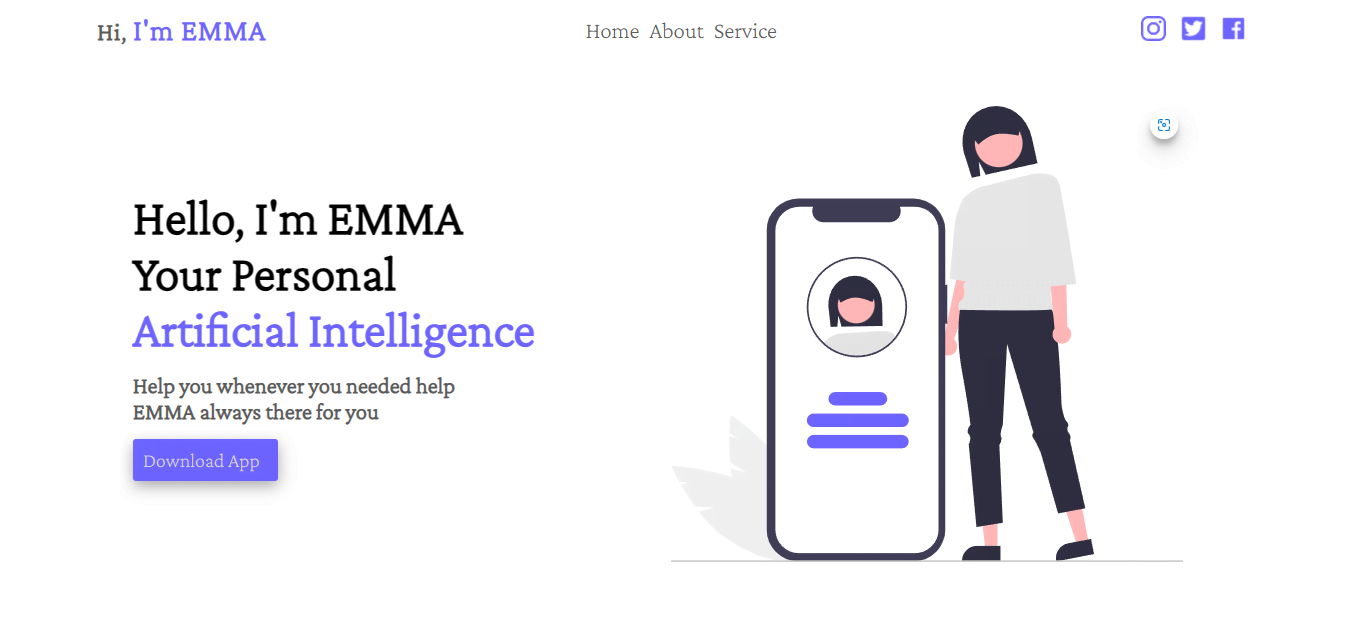 Hi, I'm EMMA
Home About Service
Hello, I'm EMMA
Your Personal
Artificial Intelligence
Help you whenever you needed help
EMMA always there for you
Download App